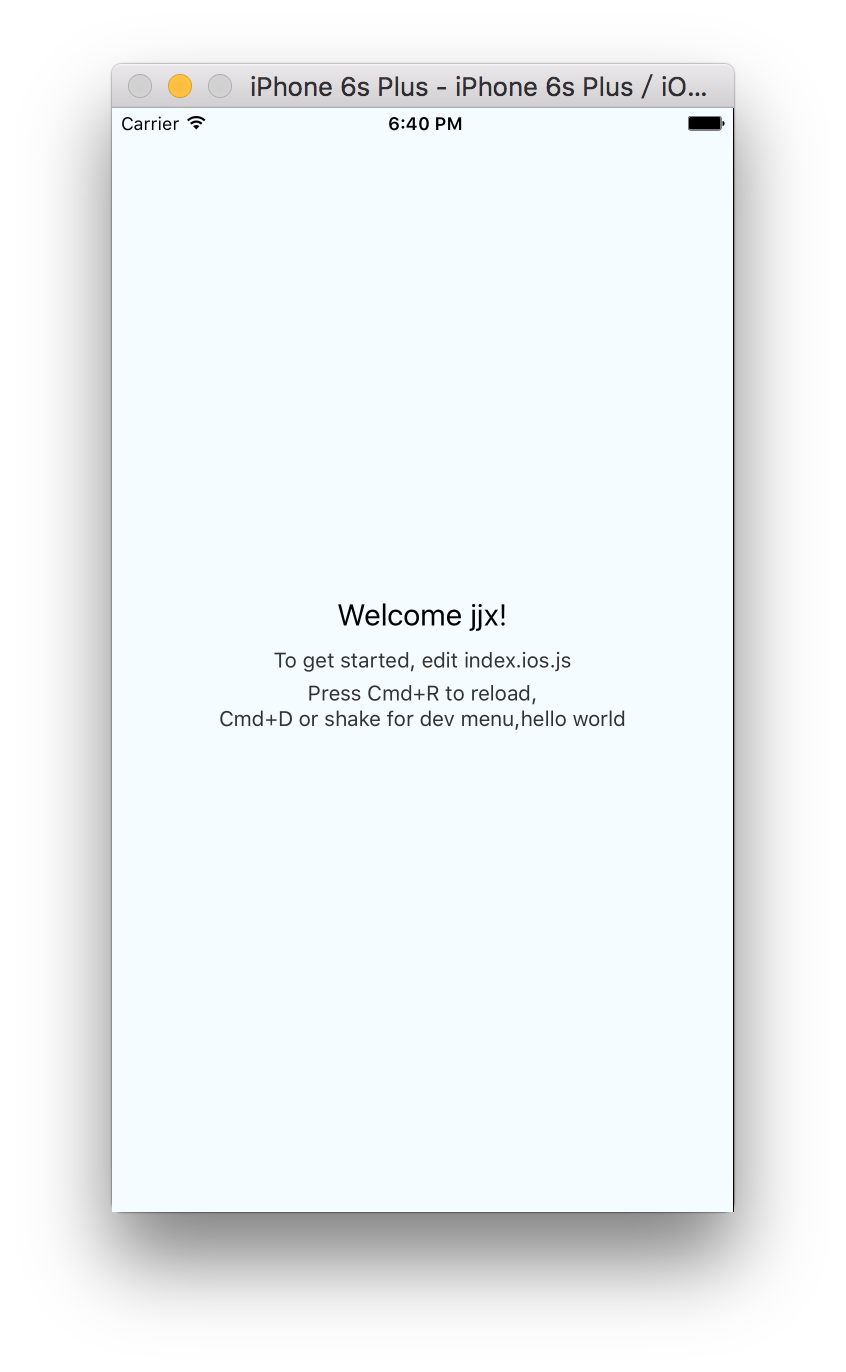 iPhone 6s Plus - iPhone 6s Plus / iO...
Carrier 6:40 PM
Welcome jjx!
To get started, edit index.ios.js
Press Cmd+R to reload,
Cmd+D or shake for dev menu,hello world